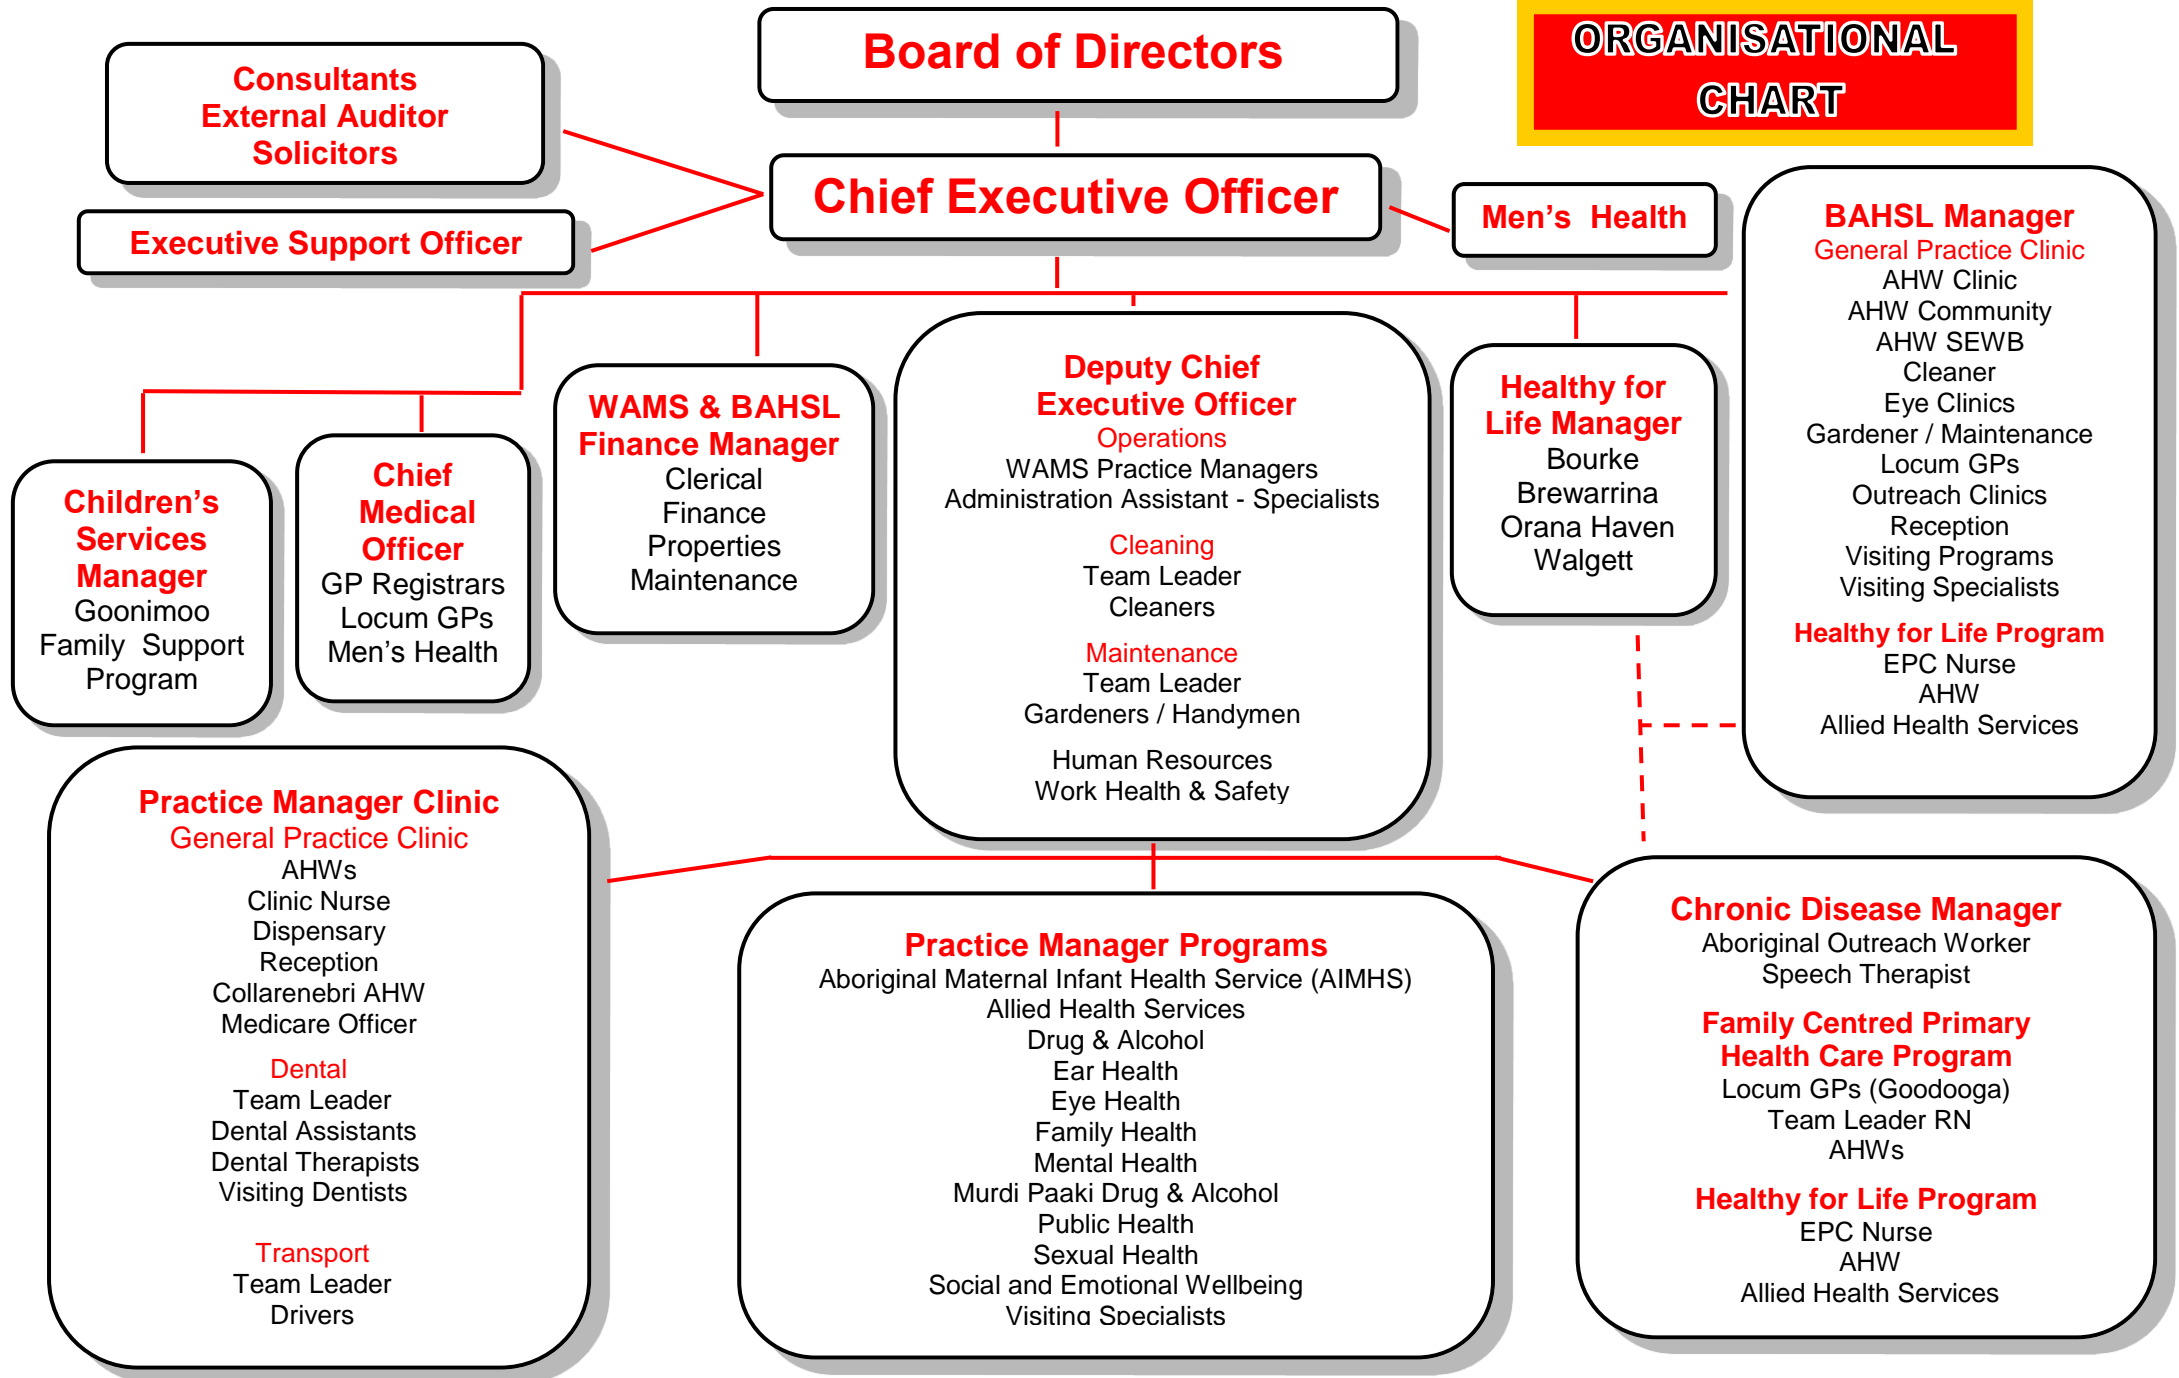 ORGANISATIONAL
CHART
Board of Directors
Consultants
External Auditor
Solicitors
Chief Executive Officer
Executive Support Officer
Men’s  Health
BAHSL Manager
General Practice Clinic
AHW Clinic
AHW Community
AHW SEWB
Cleaner
Eye Clinics
Gardener / Maintenance
Locum GPs
Outreach Clinics
Reception
Visiting Programs
Visiting Specialists
Healthy for Life Program
EPC Nurse
AHW
Allied Health Services
Children’s
Services
Manager
Goonimoo
Family  Support
Program
Chief
Medical
Officer
GP Registrars
Locum GPs
Men’s Health
WAMS & BAHSL
Finance Manager
Clerical
Finance
Properties
Maintenance
Deputy Chief
Executive Officer
Operations
WAMS Practice Managers
Administration Assistant - Specialists
Cleaning
Team Leader
Cleaners
Maintenance
Team Leader
Gardeners / Handymen
Human Resources
Work Health & Safety
Healthy for
Life Manager
Bourke
Brewarrina
Orana Haven
Walgett
Practice Manager Clinic
General Practice Clinic
AHWs
Clinic Nurse
Dispensary
Reception
Collarenebri AHW
Medicare Officer
Dental
Team Leader
Dental Assistants
Dental Therapists
Visiting Dentists
Transport
Team Leader
Drivers
Practice Manager Programs
Aboriginal Maternal Infant Health Service (AIMHS)
Allied Health Services
Drug & Alcohol
Ear Health
Eye Health
Family Health
Mental Health
Murdi Paaki Drug & Alcohol
Public Health
Sexual Health
Social and Emotional Wellbeing
Visiting Specialists
Chronic Disease Manager
Aboriginal Outreach Worker
Speech Therapist
Family Centred Primary
Health Care Program
Locum GPs (Goodooga)
Team Leader RN
AHWs
Healthy for Life Program
EPC Nurse
AHW
Allied Health Services